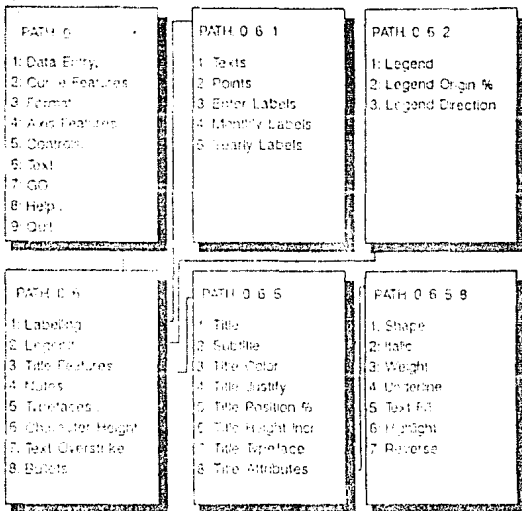 PATH: 0
1: Data Entry.
2: Curve Features
3: Format
4: Axis Features
5: Controls.
6: Text
7: GO
8: Help.
9: Quit
PATH: 0 6 1
1 Texts
2 Points
3 Enter Labels
4 Monthly Labels
5 Yearly Labels
PATH: 0 6 2
1: Legend
2: Legend Origin %
3: Legend Direction
PATH: 0 6
1: Labeling
2: Legend
3 Title Features
4 Notes
5 Typefaces.
6 Character Height
7. Text Overstrike
8. Bullets
PATH: 0 6 5
1 Title
2 Subtitle
3 Title Color
4 Title Justify
5 Title Position %
6 Title Height Incr
7 Title Typeface
8 Title Attributes
PATH: 0 6 5 8
1. Shape
2: Italic
3: Weight
4 Underline
5 Text Fill
6 Highlight
7 Reverse